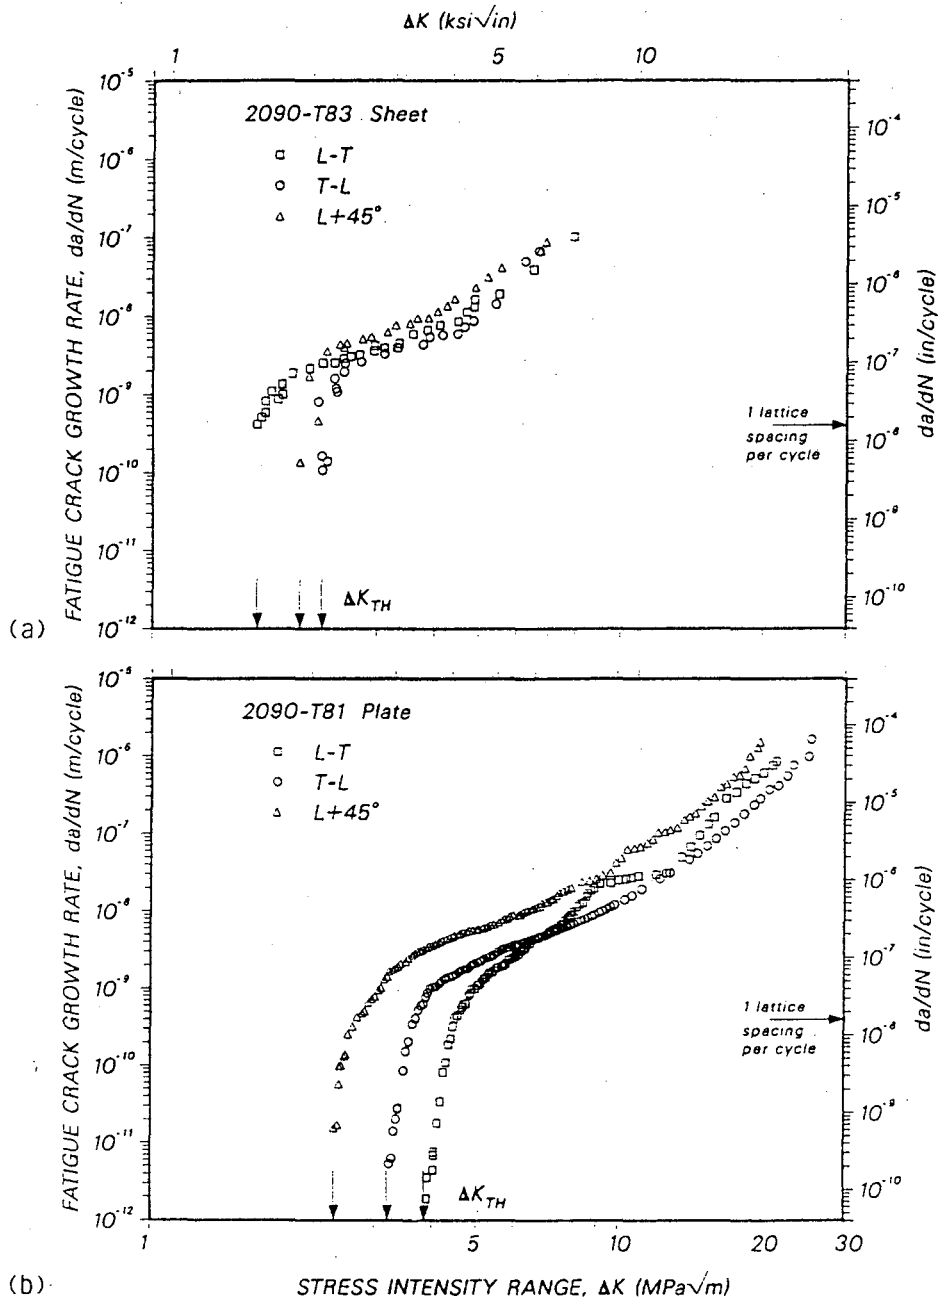 ΔK (ksi√in)
1 5 10
10⁻⁵
10⁻⁶
10⁻⁷
10⁻⁸
10⁻⁹
10⁻¹⁰
10⁻¹¹
10⁻¹²
FATIGUE CRACK GROWTH RATE, da/dN (m/cycle)
2090-T83 Sheet
□ L-T
○ T-L
△ L+45°
ΔK_TH
1 lattice
spacing
per cycle
10⁻⁴
10⁻⁵
10⁻⁶
10⁻⁷
10⁻⁸
10⁻⁹
10⁻¹⁰
da/dN (in/cycle)
(a)
10⁻⁵
10⁻⁶
10⁻⁷
10⁻⁸
10⁻⁹
10⁻¹⁰
10⁻¹¹
10⁻¹²
FATIGUE CRACK GROWTH RATE, da/dN (m/cycle)
2090-T81 Plate
□ L-T
○ T-L
△ L+45°
ΔK_TH
1 lattice
spacing
per cycle
10⁻⁴
10⁻⁵
10⁻⁶
10⁻⁷
10⁻⁸
10⁻⁹
10⁻¹⁰
da/dN (in/cycle)
1 5 10 20 30
(b)
STRESS INTENSITY RANGE, ΔK (MPa√m)